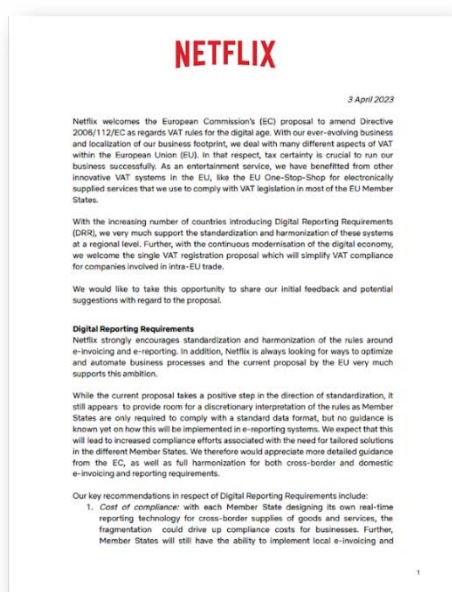 NETFLIX
3 April 2023
Netflix welcomes the European Commission's (EC) proposal to amend Directive
2006/112/EC as regards VAT rules for the digital age. With our ever-evolving business
and localization of our business footprint, we deal with many different aspects of VAT
within the European Union (EU). In that respect, tax certainty is crucial to run our
business successfully. As an entertainment service, we have benefitted from other
innovative VAT systems in the EU, like the EU One-Stop-Shop for electronically
supplied services that we use to comply with VAT legislation in most of the EU Member
States.
With the increasing number of countries introducing Digital Reporting Requirements
(DRR), we very much support the standardization and harmonization of these systems
at a regional level. Further, with the continuous modernisation of the digital economy,
we welcome the single VAT registration proposal which will simplify VAT compliance
for companies involved in intra-EU trade.
We would like to take this opportunity to share our initial feedback and potential
suggestions with regard to the proposal.
Digital Reporting Requirements
Netflix strongly encourages standardization and harmonization of the rules around
e-invoicing and e-reporting. In addition, Netflix is always looking for ways to optimize
and automate business processes and the current proposal by the EU very much
supports this ambition.
While the current proposal takes a positive step in the direction of standardization, it
still appears to provide room for a discretionary interpretation of the rules as Member
States are only required to comply with a standard data format, but no guidance is
known yet on how this will be implemented in e-reporting systems. We expect that this
will lead to increased compliance efforts associated with the need for tailored solutions
in the different Member States. We therefore would appreciate more detailed guidance
from the EC, as well as full harmonization for both cross-border and domestic
e-invoicing and reporting requirements.
Our key recommendations in respect of Digital Reporting Requirements include:
1. Cost of compliance: with each Member State designing its own real-time
reporting technology for cross-border supplies of goods and services, the
fragmentation could drive up compliance costs for businesses. Further,
Member States will still have the ability to implement local e-invoicing and
1